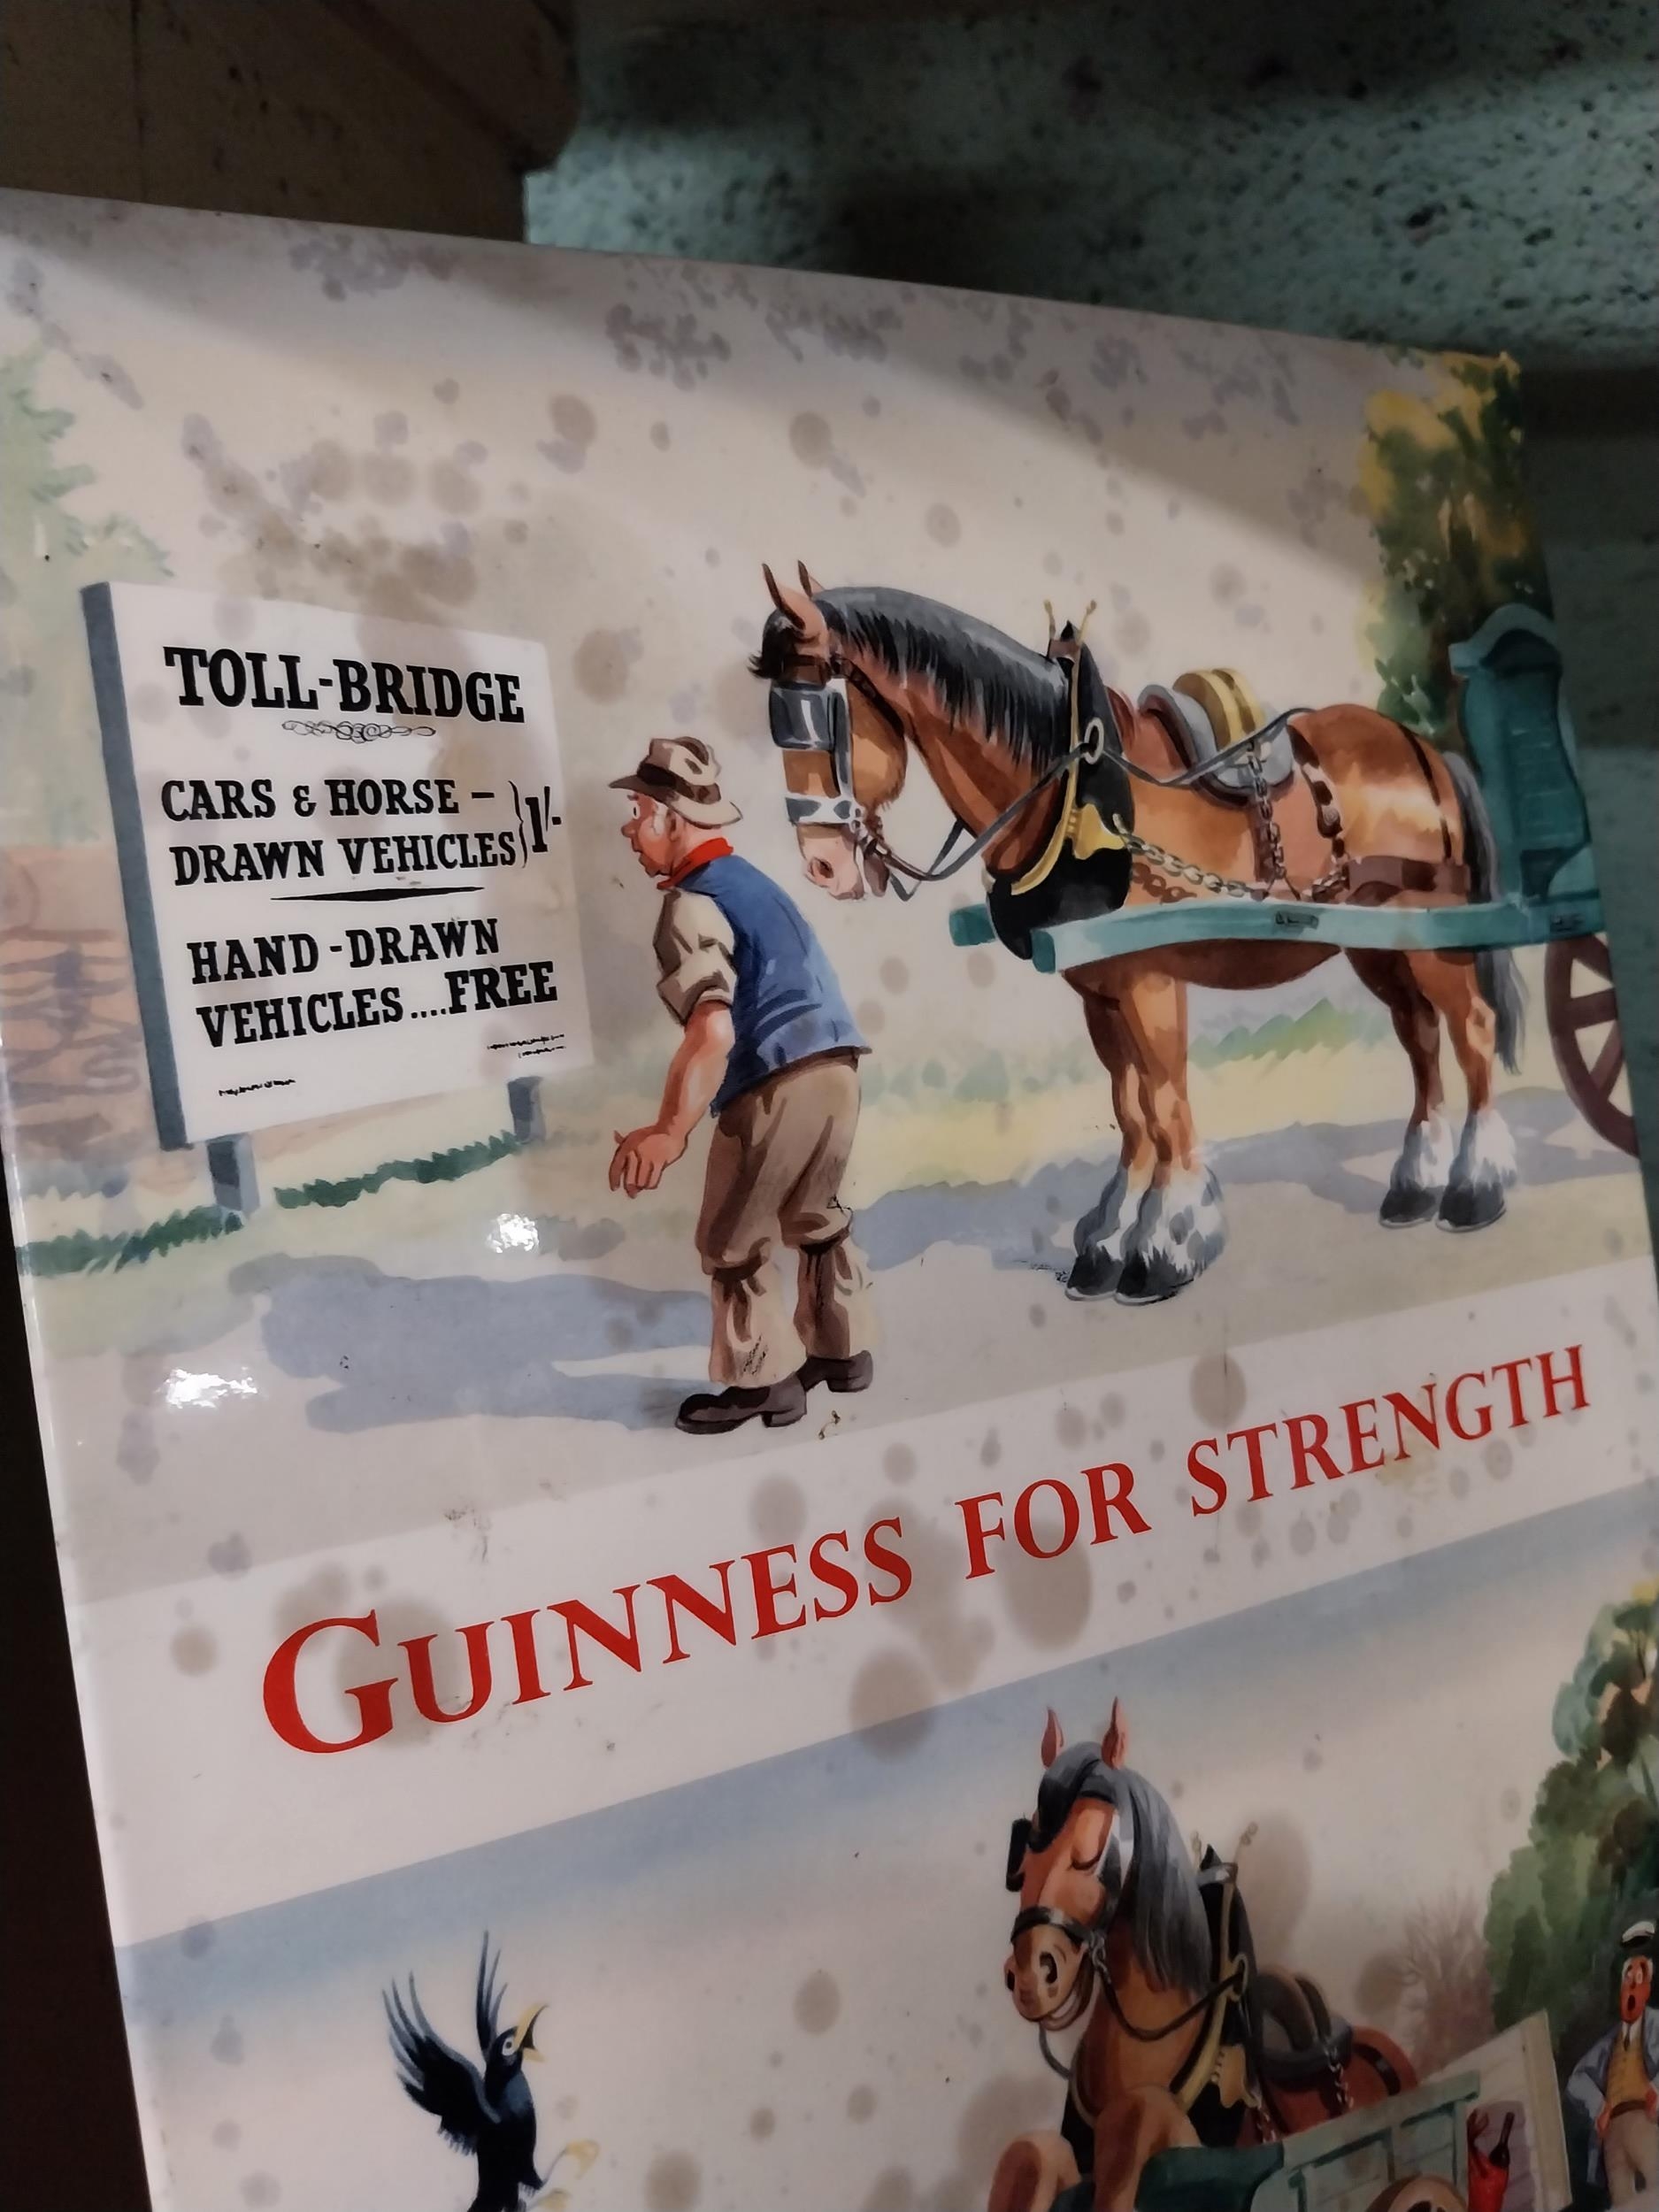 TOLL-BRIDGE
CARS & HORSE -
DRAWN VEHICLES } 1/-
HAND-DRAWN
VEHICLES....FREE
GUINNESS FOR STRENGTH